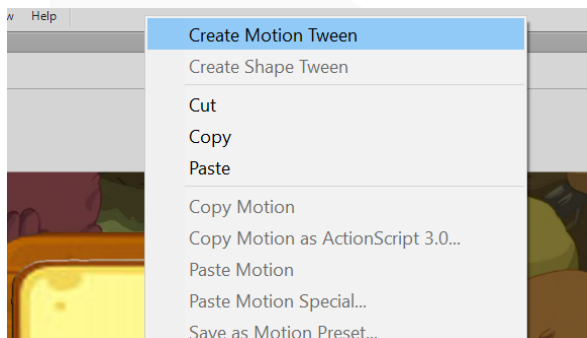 w Help
Create Motion Tween
Create Shape Tween
Cut
Copy
Paste
Copy Motion
Copy Motion as ActionScript 3.0...
Paste Motion
Paste Motion Special...
Save as Motion Preset...